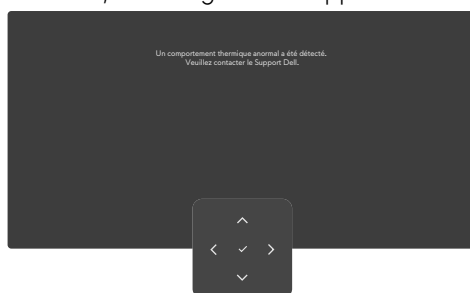 Un comportement thermique anormal a été détecté.
Veuillez contacter le Support Dell.